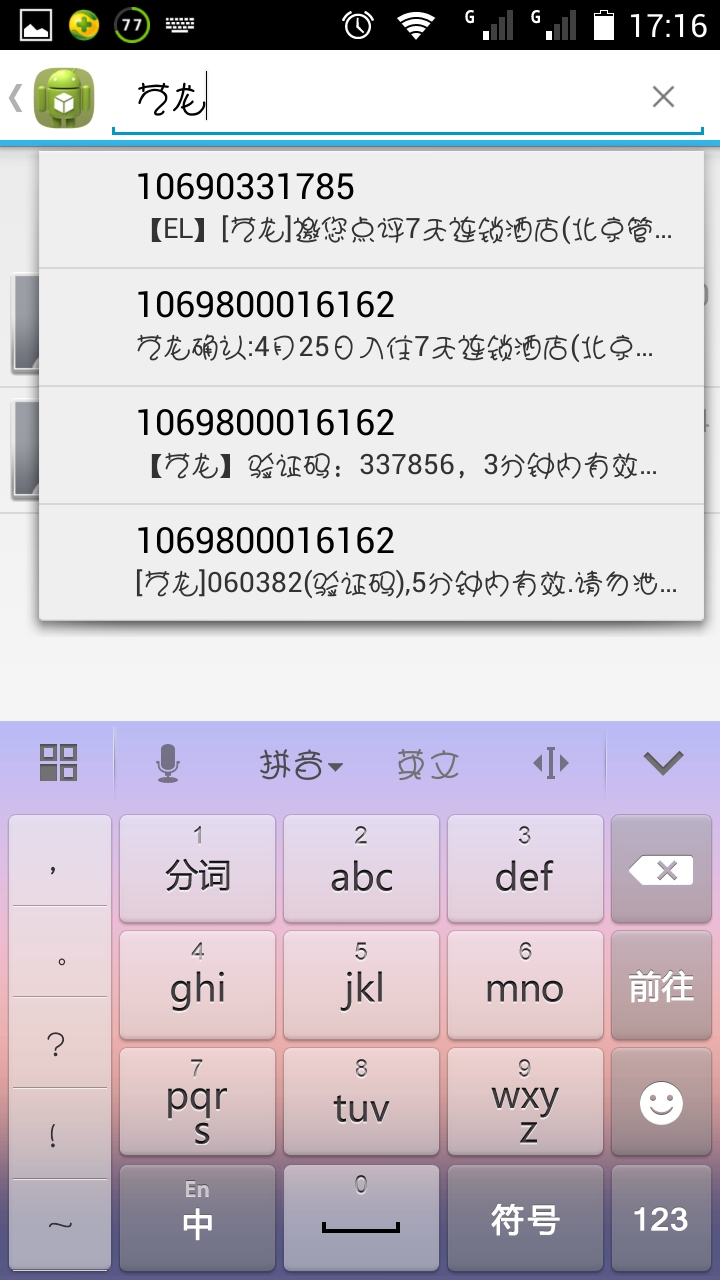 77
G
G
17:16
艺龙
10690331785
【EL】[艺龙]邀您点评7天连锁酒店(北京管...
1069800016162
艺龙确认:4月25日入住7天连锁酒店(北京...
1069800016162
【艺龙】验证码：337856，3分钟内有效...
1069800016162
[艺龙]060382(验证码),5分钟内有效.请勿泄...
拼音
英文
，
1
分词
2
abc
3
def
。
4
ghi
5
jkl
6
mno
前往
？
7
pqr
s
8
tuv
9
wxy
z
！
～
En
中
0
符号
123